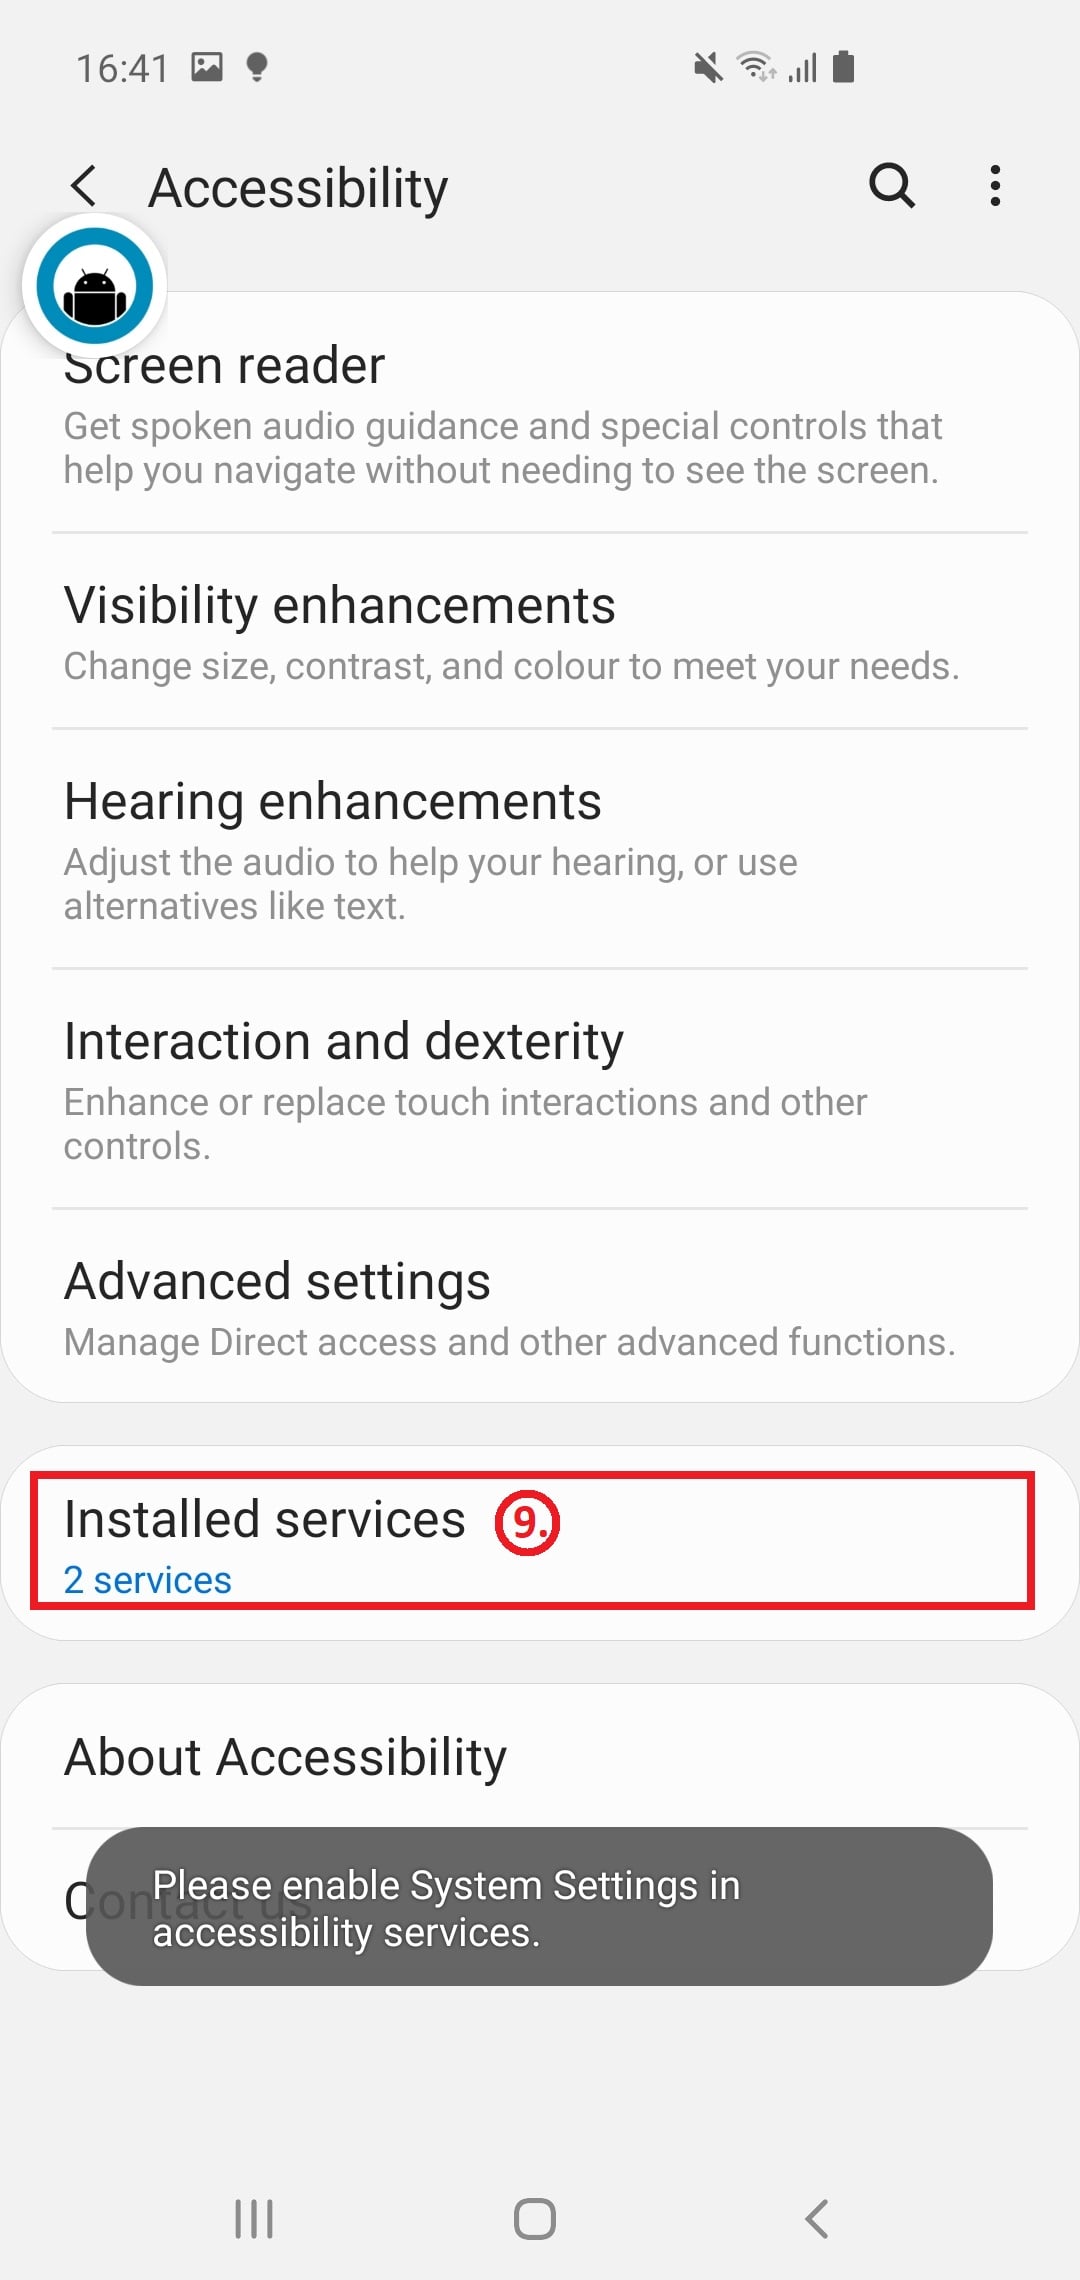 16:41
Accessibility
Screen reader
Get spoken audio guidance and special controls that
help you navigate without needing to see the screen.
Visibility enhancements
Change size, contrast, and colour to meet your needs.
Hearing enhancements
Adjust the audio to help your hearing, or use
alternatives like text.
Interaction and dexterity
Enhance or replace touch interactions and other
controls.
Advanced settings
Manage Direct access and other advanced functions.
Installed services 9.
2 services
About Accessibility
Contact us
Please enable System Settings in
accessibility services.